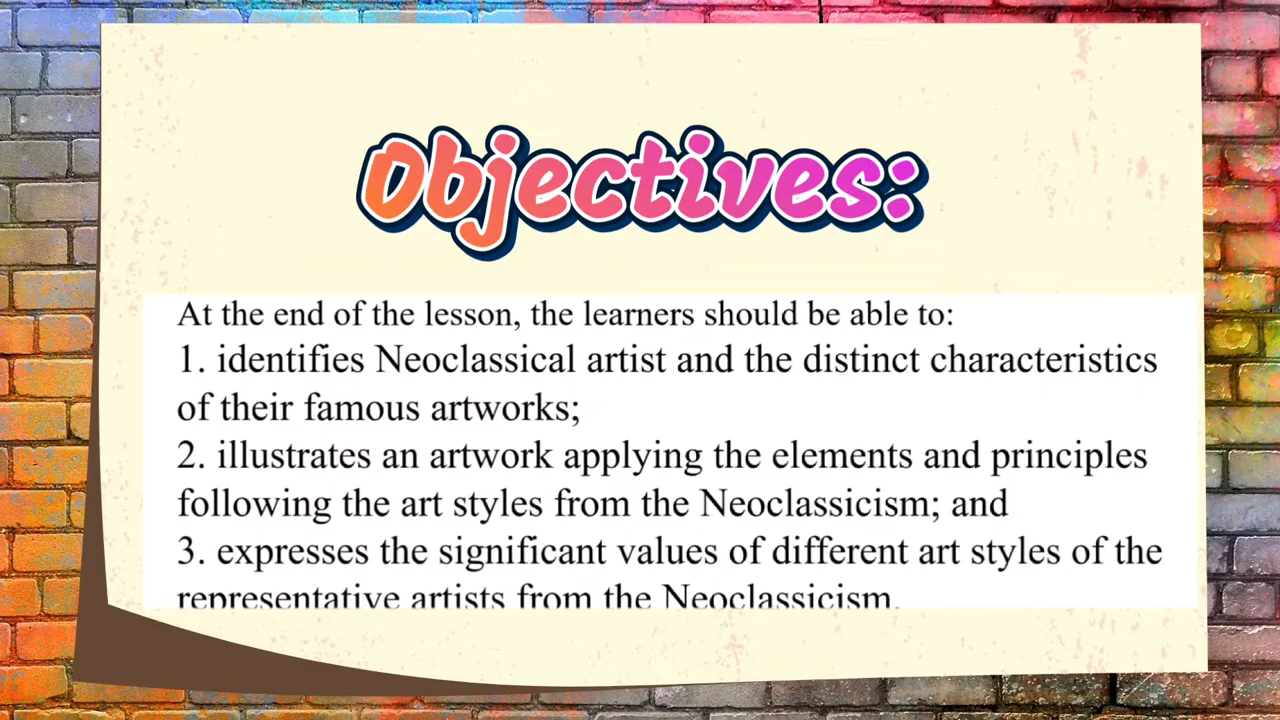 Objectives:
At the end of the lesson, the learners should be able to:
1. identifies Neoclassical artist and the distinct characteristics
of their famous artworks;
2. illustrates an artwork applying the elements and principles
following the art styles from the Neoclassicism; and
3. expresses the significant values of different art styles of the
representative artists from the Neoclassicism.